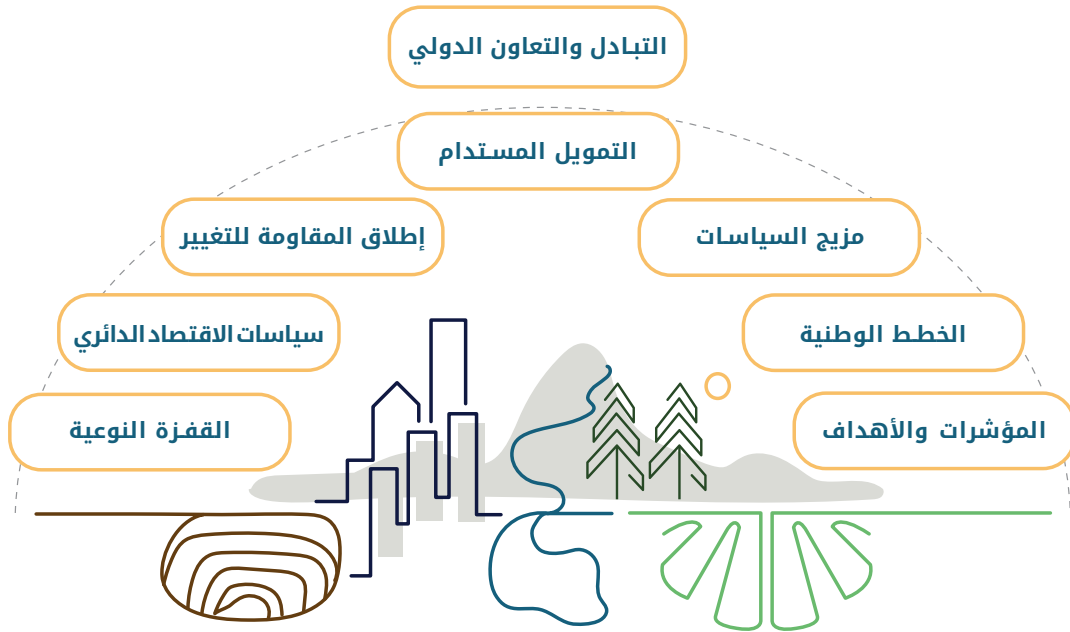 التبادل والتعاون الدولي
التمويل المستدام
مزيج السياسات
إطلاق المقاومة للتغيير
الخطط الوطنية
سياسات الاقتصاد الدائري
المؤشرات والأهداف
القفزة النوعية